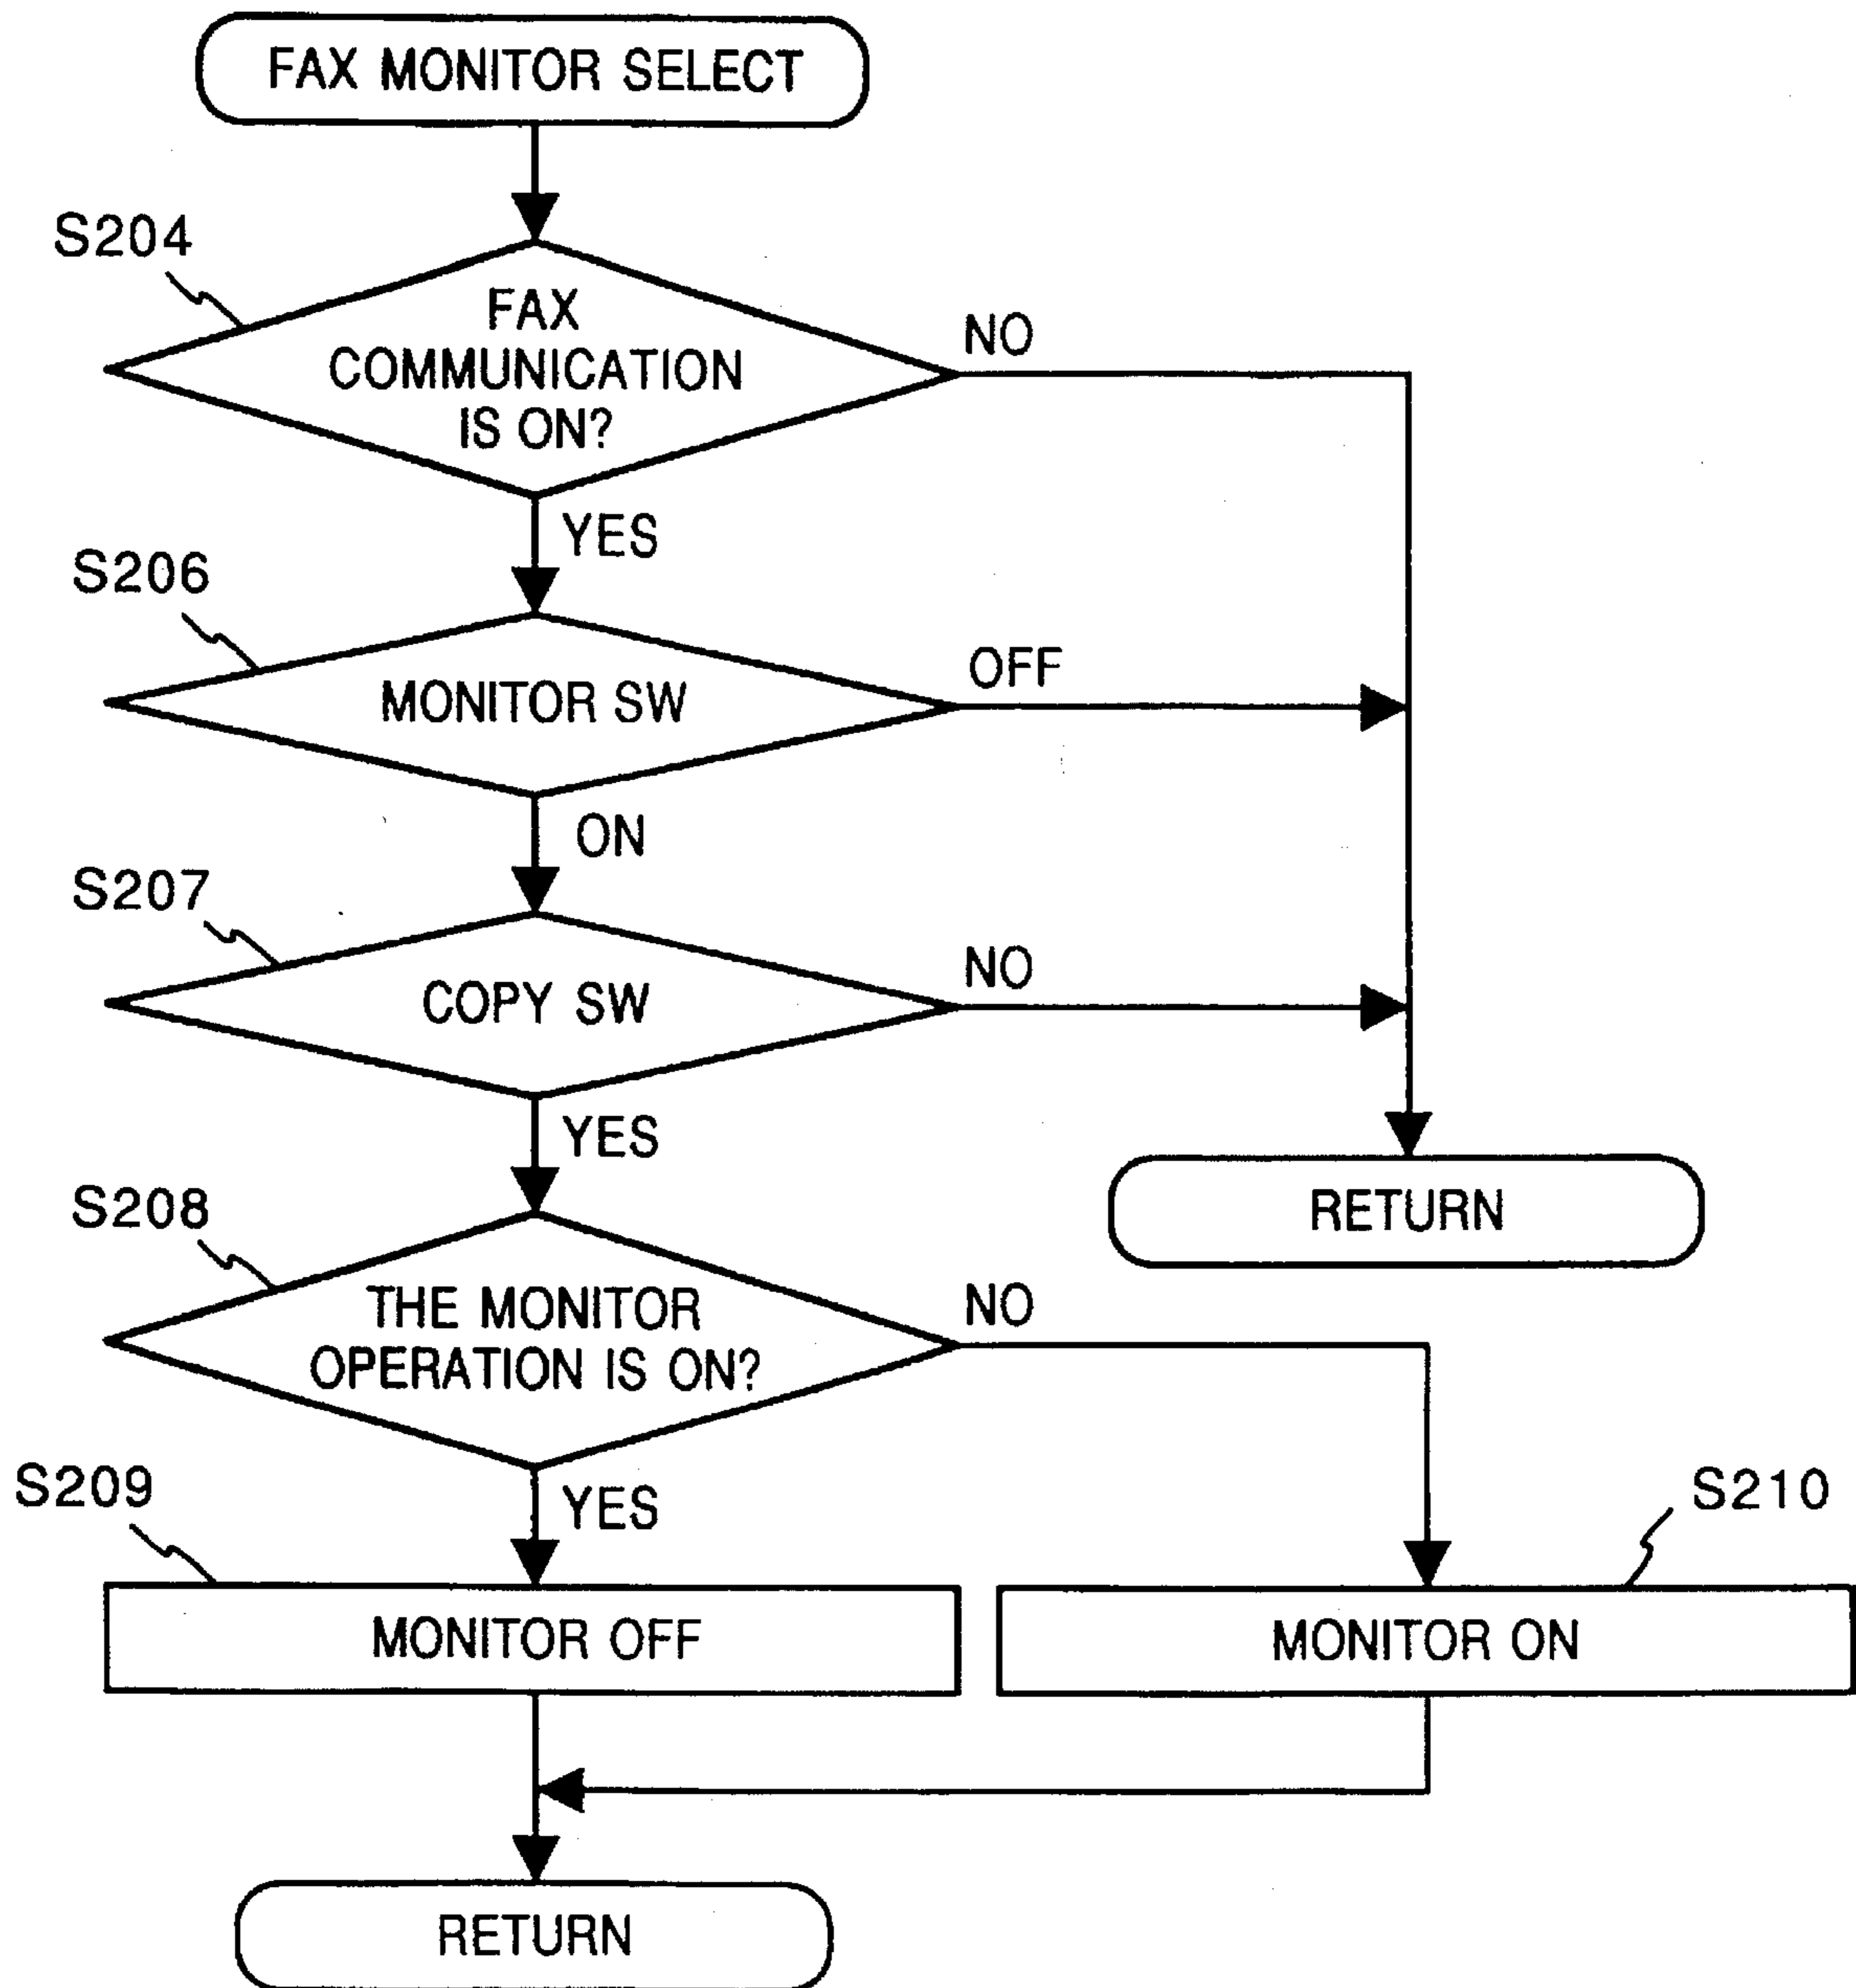 FAX MONITOR SELECT
S204
FAX
COMMUNICATION
IS ON?
NO
YES
S206
MONITOR SW
OFF
ON
S207
COPY SW
NO
YES
RETURN
S208
THE MONITOR
OPERATION IS ON?
NO
YES
S209
S210
MONITOR OFF
MONITOR ON
RETURN